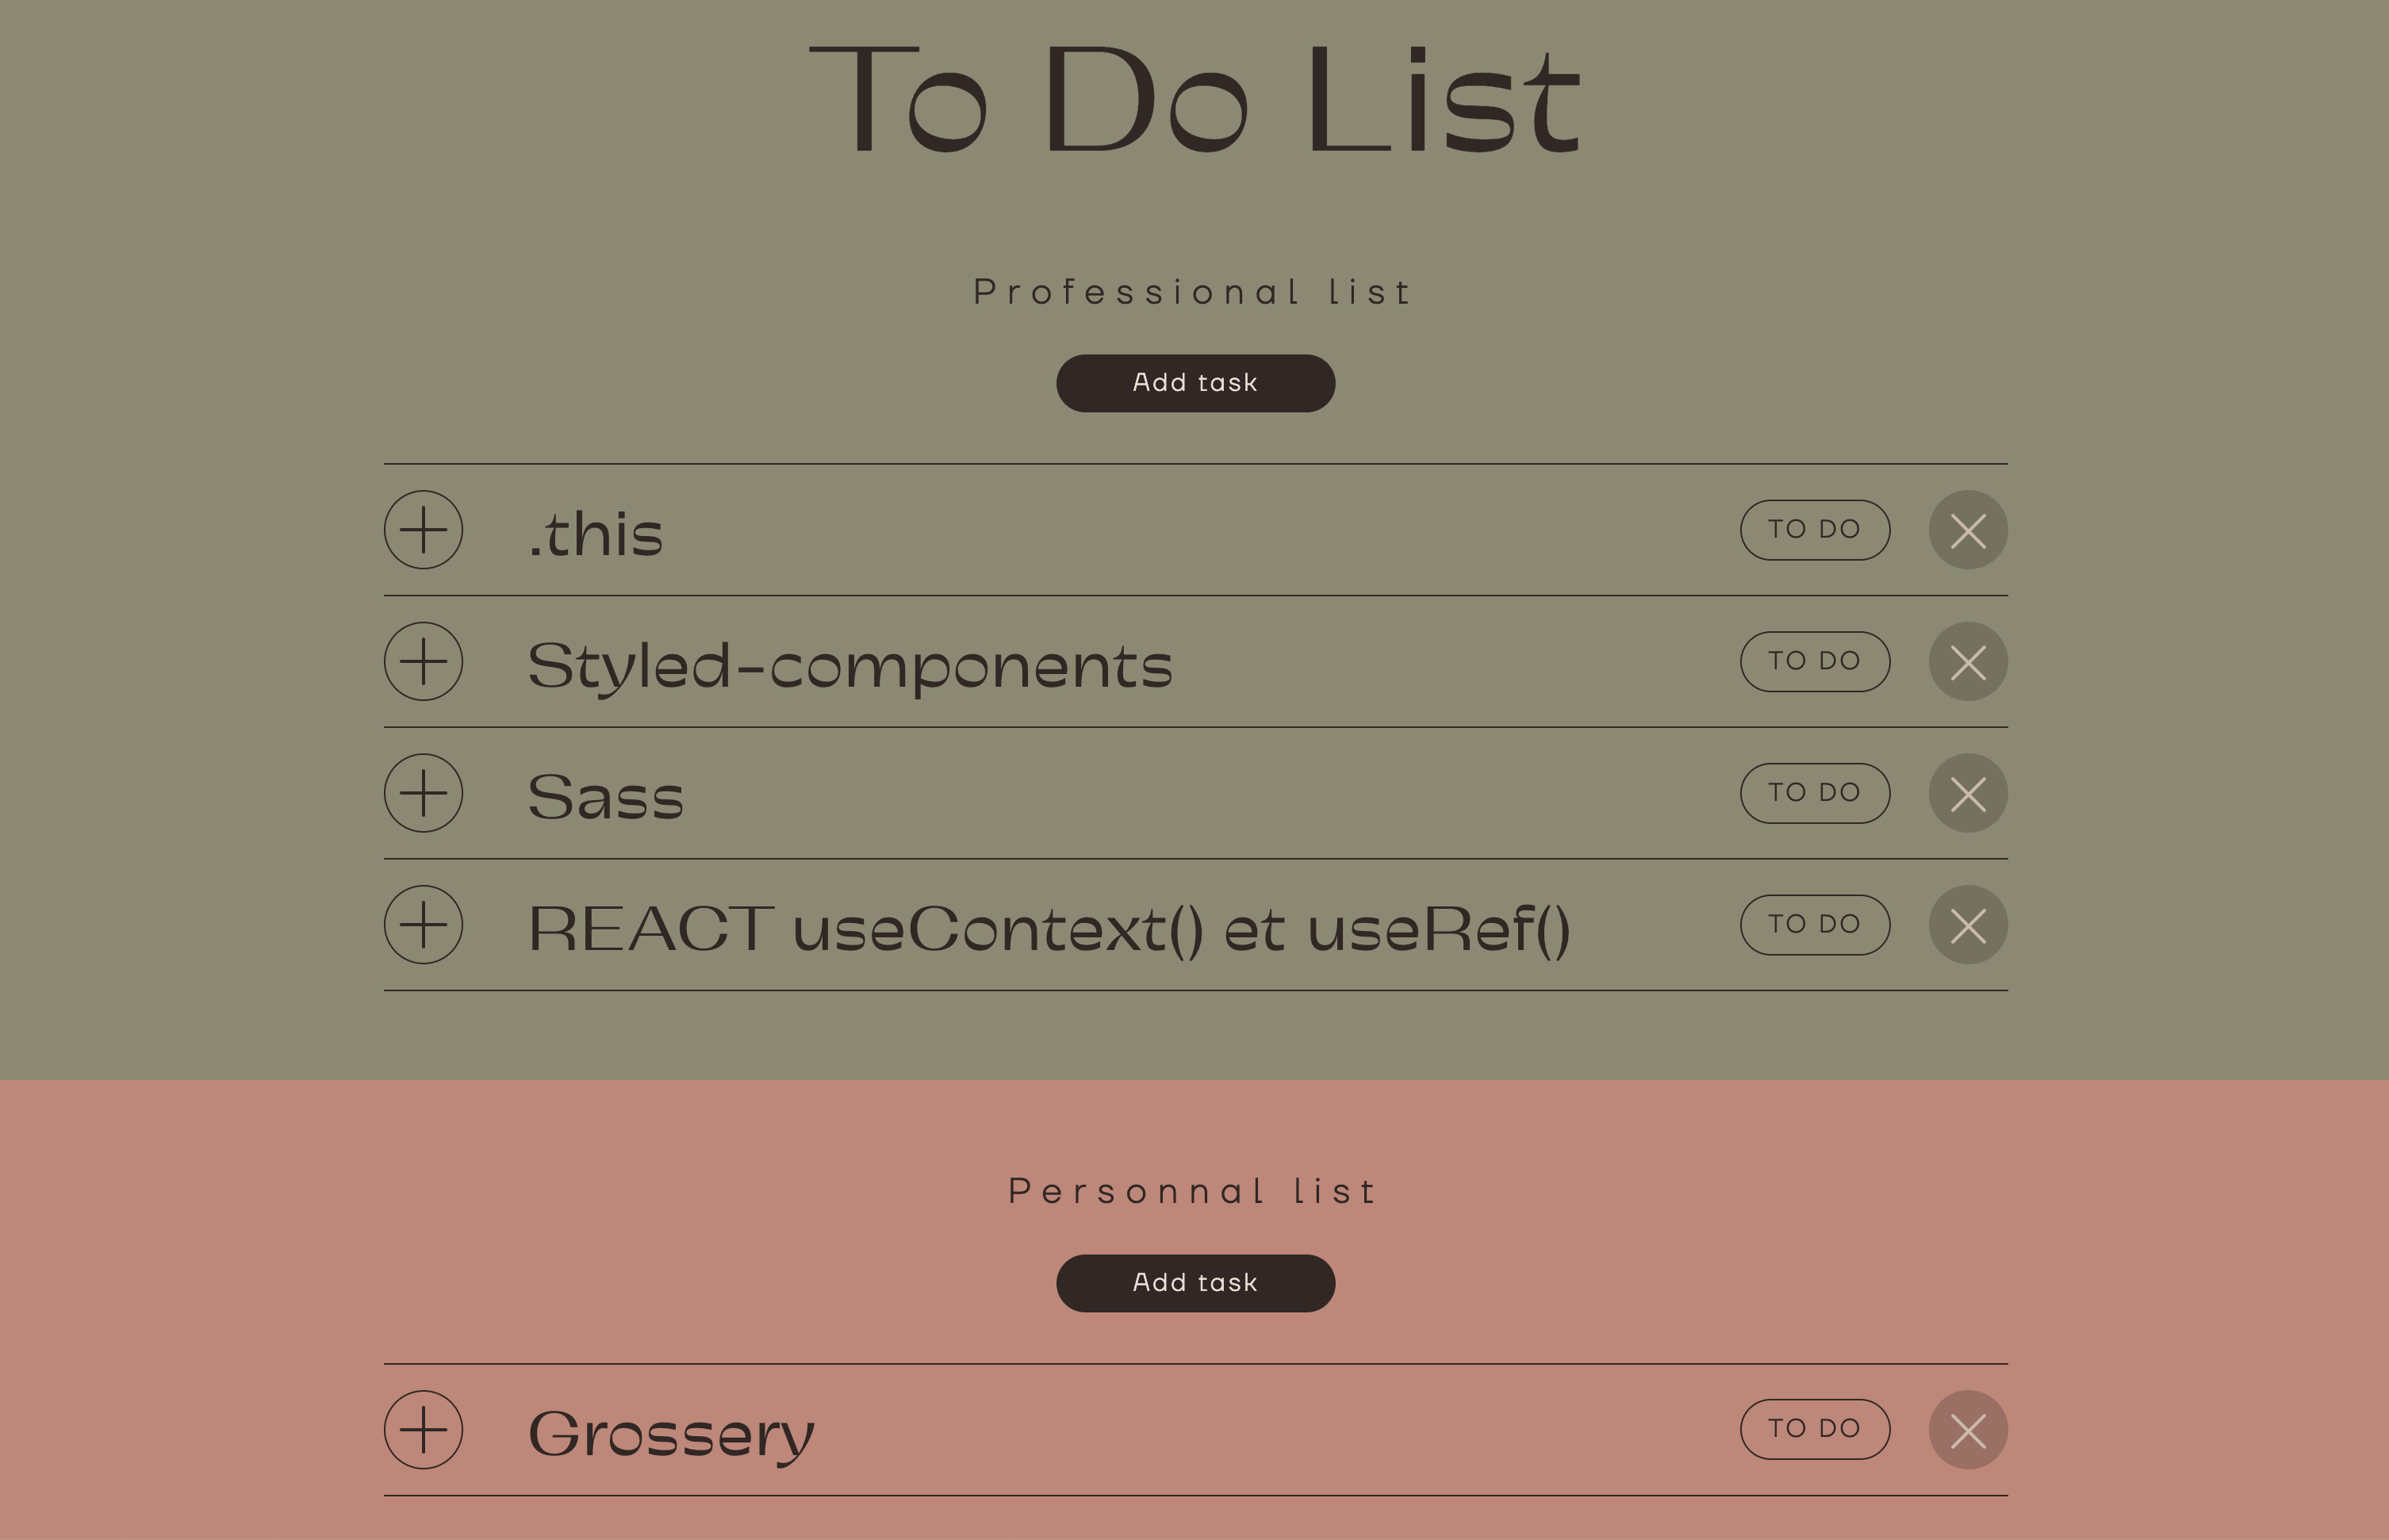 To Do List
Professional list
Add task
.this TO DO
Styled-components TO DO
Sass TO DO
REACT useContext() et useRef() TO DO
Personnal list
Add task
Grossery TO DO